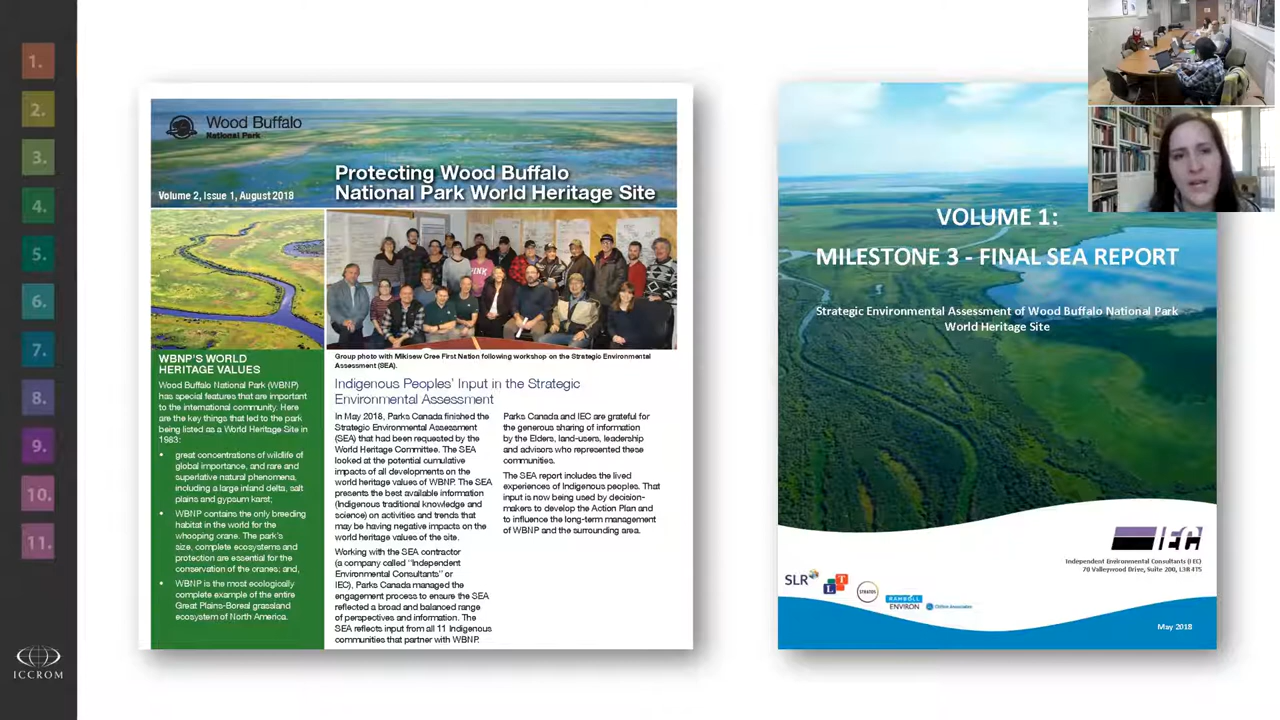 1.
2.
3.
4.
5.
6.
7.
8.
9.
10.
11.
ICCROM
Wood Buffalo
National Park
Protecting Wood Buffalo
National Park World Heritage Site
Volume 2, Issue 1, August 2018
WBNP'S WORLD
HERITAGE VALUES
Wood Buffalo National Park (WBNP)
has special features that are important
to the international community. Here
are the key things that led to the park
being listed as a World Heritage Site in
1983:
• great concentrations of wildlife of
global importance, and rare and
superlative natural phenomena,
including a large inland delta, salt
plains and gypsum karst;
• WBNP contains the only breeding
habitat in the world for the
whooping crane. The park's
size, complete ecosystems and
protection are essential for the
conservation of the cranes; and,
• WBNP is the most ecologically
complete example of the entire
Great Plains-Boreal grassland
ecosystem of North America.
Group photo with Mikisew Cree First Nation following workshop on the Strategic Environmental
Assessment (SEA).
Indigenous Peoples' Input in the Strategic
Environmental Assessment
In May 2018, Parks Canada finished the
Strategic Environmental Assessment
(SEA) that had been requested by the
World Heritage Committee. The SEA
looked at the potential cumulative
impacts of all developments on the
world heritage values of WBNP. The SEA
presents the best available information
(Indigenous traditional knowledge and
science) on activities and trends that
may be having negative impacts on the
world heritage values of the site.
Working with the SEA contractor
(a company called "Independent
Environmental Consultants" or
IEC), Parks Canada managed the
engagement process to ensure the SEA
reflected a broad and balanced range
of perspectives and information. The
SEA reflects input from all 11 Indigenous
communities that partner with WBNP.
Parks Canada and IEC are grateful for
the generous sharing of information
by the Elders, land-users, leadership
and advisors who represented these
communities.
The SEA report includes the lived
experiences of Indigenous peoples. That
input is now being used by decision-
makers to develop the Action Plan and
to influence the long-term management
of WBNP and the surrounding area.
VOLUME 1:
MILESTONE 3 - FINAL SEA REPORT
Strategic Environmental Assessment of Wood Buffalo National Park
World Heritage Site
IEC
Independent Environmental Consultants (IEC)
70 Valleywood Drive, Suite 200, L3R 4T5
SLR
STRATOS
RAMBOLL
ENVIRON
Clifton Associates
May 2018